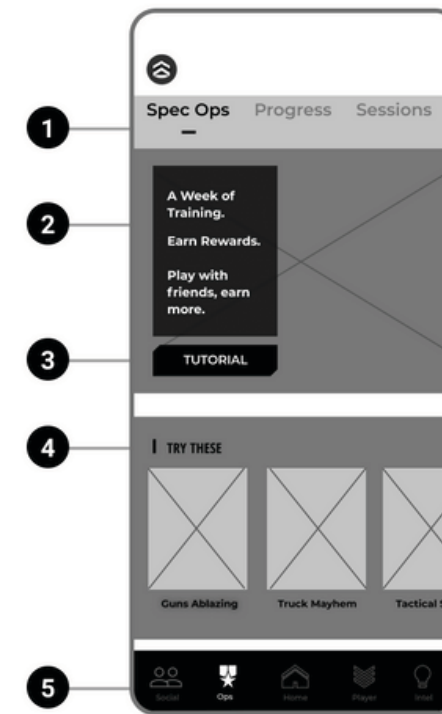 1
Spec Ops Progress Sessions
2
A Week of
Training.
Earn Rewards.
Play with
friends, earn
more.
3
TUTORIAL
4
TRY THESE
Guns Ablazing Truck Mayhem Tactical S
5
Social Ops Home Player Intel